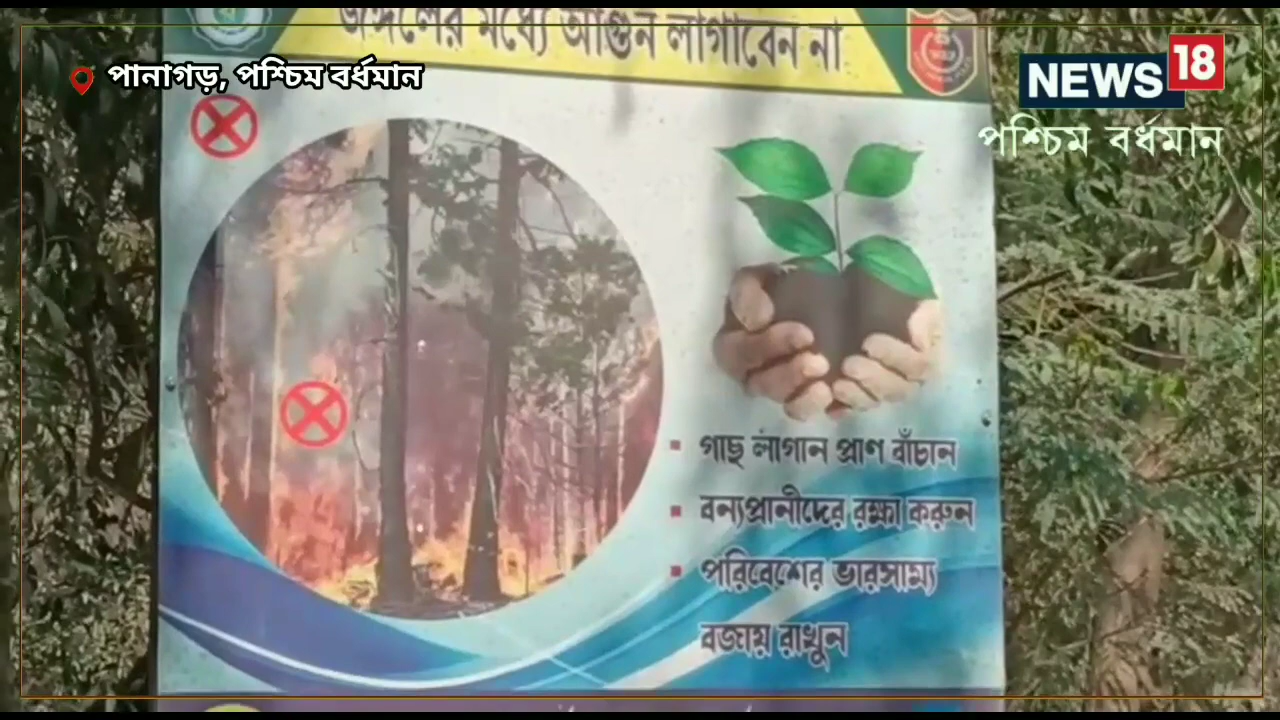 জঙ্গলের মধ্যে আগুন লাগাবেন না
পানাগড়, পশ্চিম বর্ধমান
NEWS 18
পশ্চিম বর্ধমান
গাছ লাগান প্রাণ বাঁচান
বন্যপ্রানীদের রক্ষা করুন
পরিবেশের ভারসাম্য
বজায় রাখুন